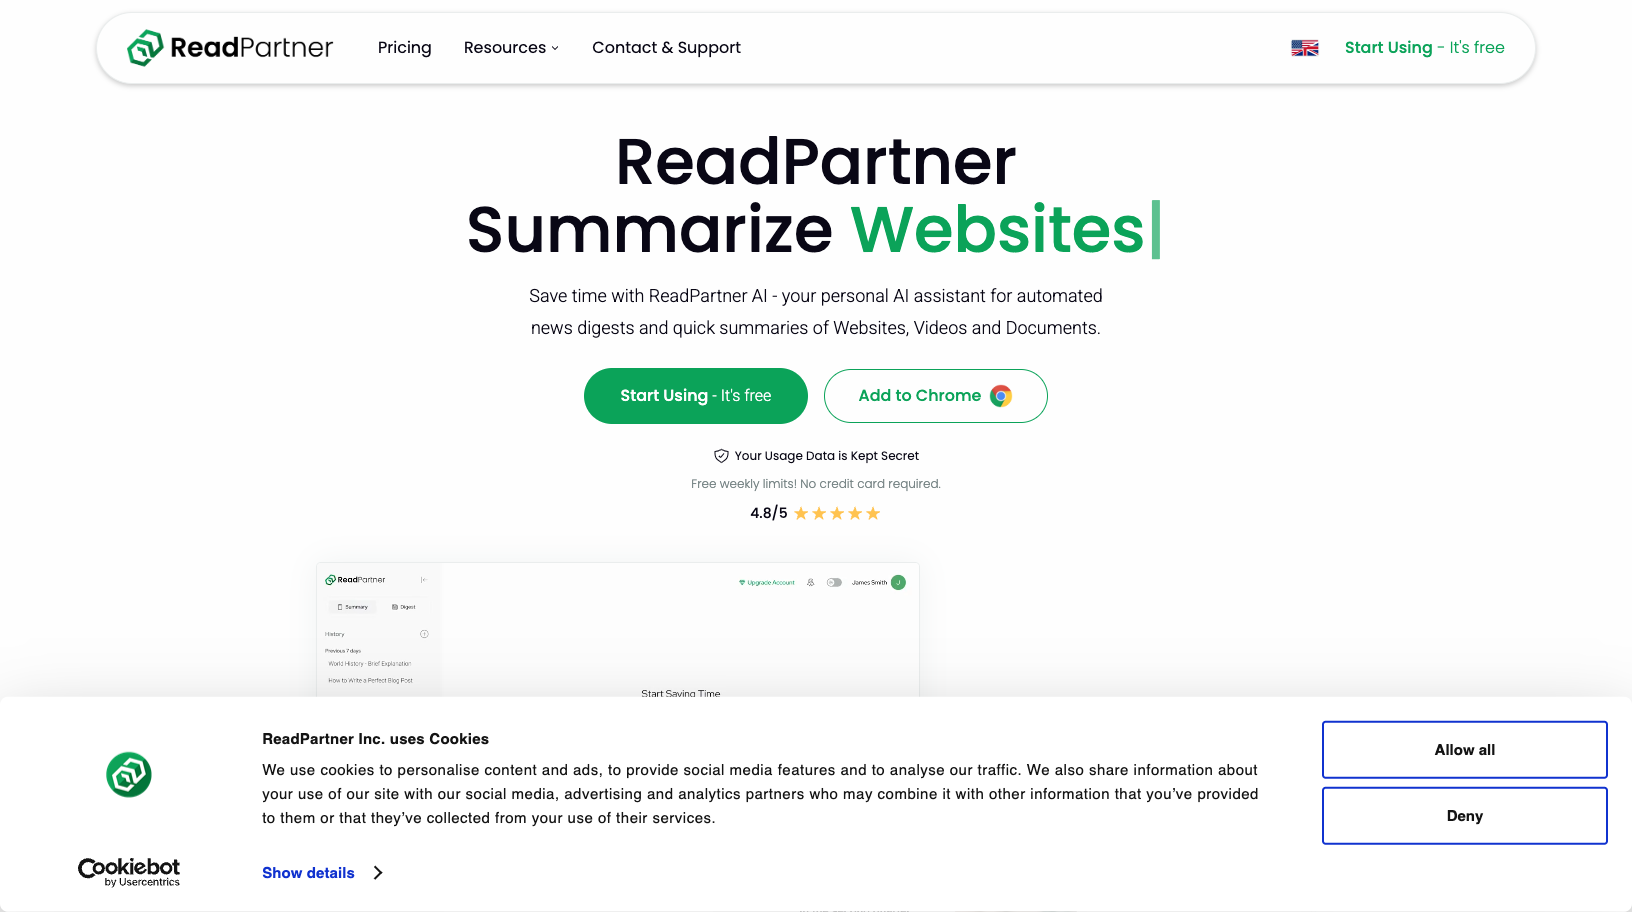 ReadPartner
Pricing
Resources
Contact & Support
Start Using - It's free
ReadPartner
Summarize Websites
Save time with ReadPartner AI - your personal AI assistant for automated
news digests and quick summaries of Websites, Videos and Documents.
Start Using - It's free
Add to Chrome
Your Usage Data is Kept Secret
Free weekly limits! No credit card required.
4.8/5
ReadPartner
Upgrade Account
James Smith
J
Summary
Digest
History
Previous 7 days
World History - Brief Explanation
How to Write a Perfect Blog Post
Start Saving Time
ReadPartner Inc. uses Cookies
We use cookies to personalise content and ads, to provide social media features and to analyse our traffic. We also share information about
your use of our site with our social media, advertising and analytics partners who may combine it with other information that you've provided
to them or that they've collected from your use of their services.
Show details
Allow all
Deny
Cookiebot
by Usercentrics